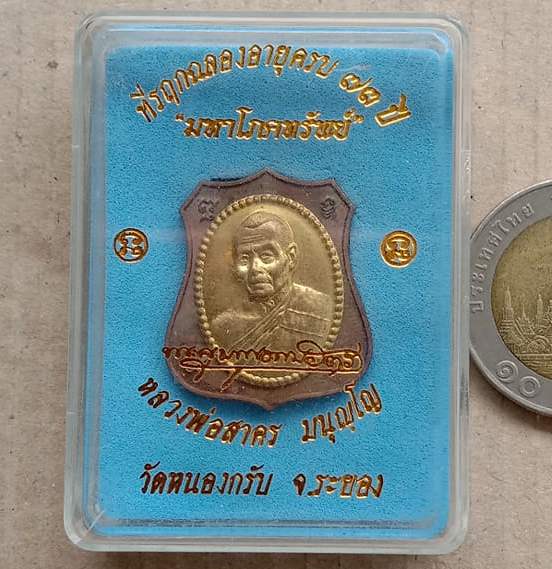 ที่รฤกฉลองอายุครบ ๗๓ ปี
"มหาโภคทรัพย์"
หลวงพ่อสาคร มนุญฺโญ
วัดหนองกรับ จ.ระยอง
ประเทศไทย
๑๐